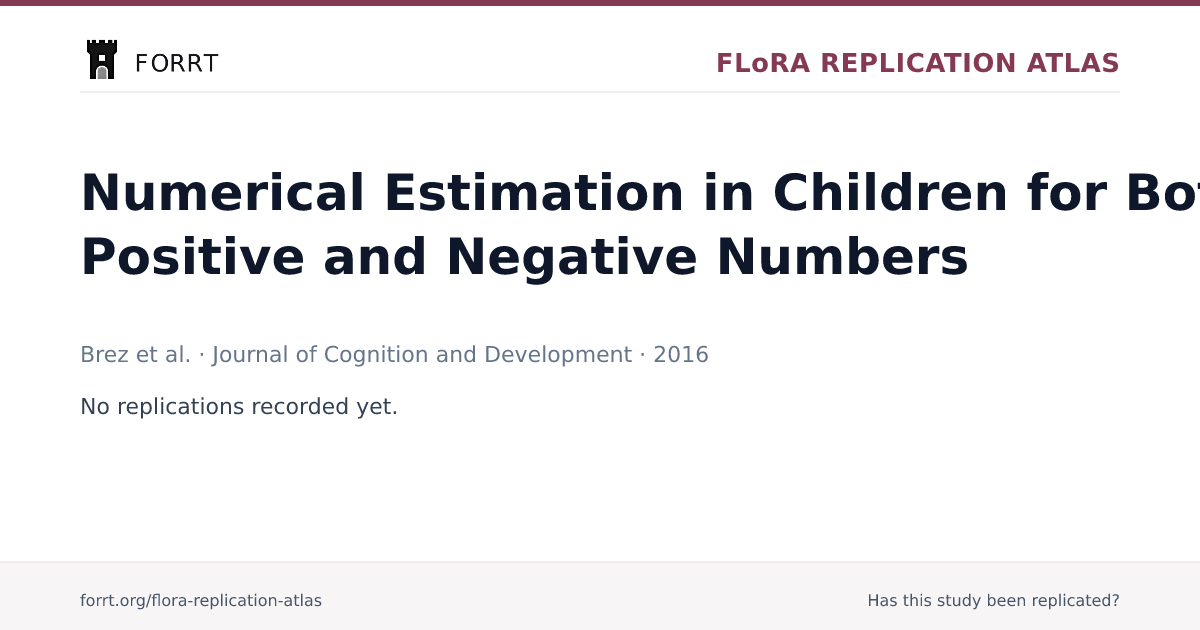 FORRT
FLoRA REPLICATION ATLAS
Numerical Estimation in Children for Bo
Positive and Negative Numbers
Brez et al. · Journal of Cognition and Development · 2016
No replications recorded yet.
forrt.org/flora-replication-atlas
Has this study been replicated?